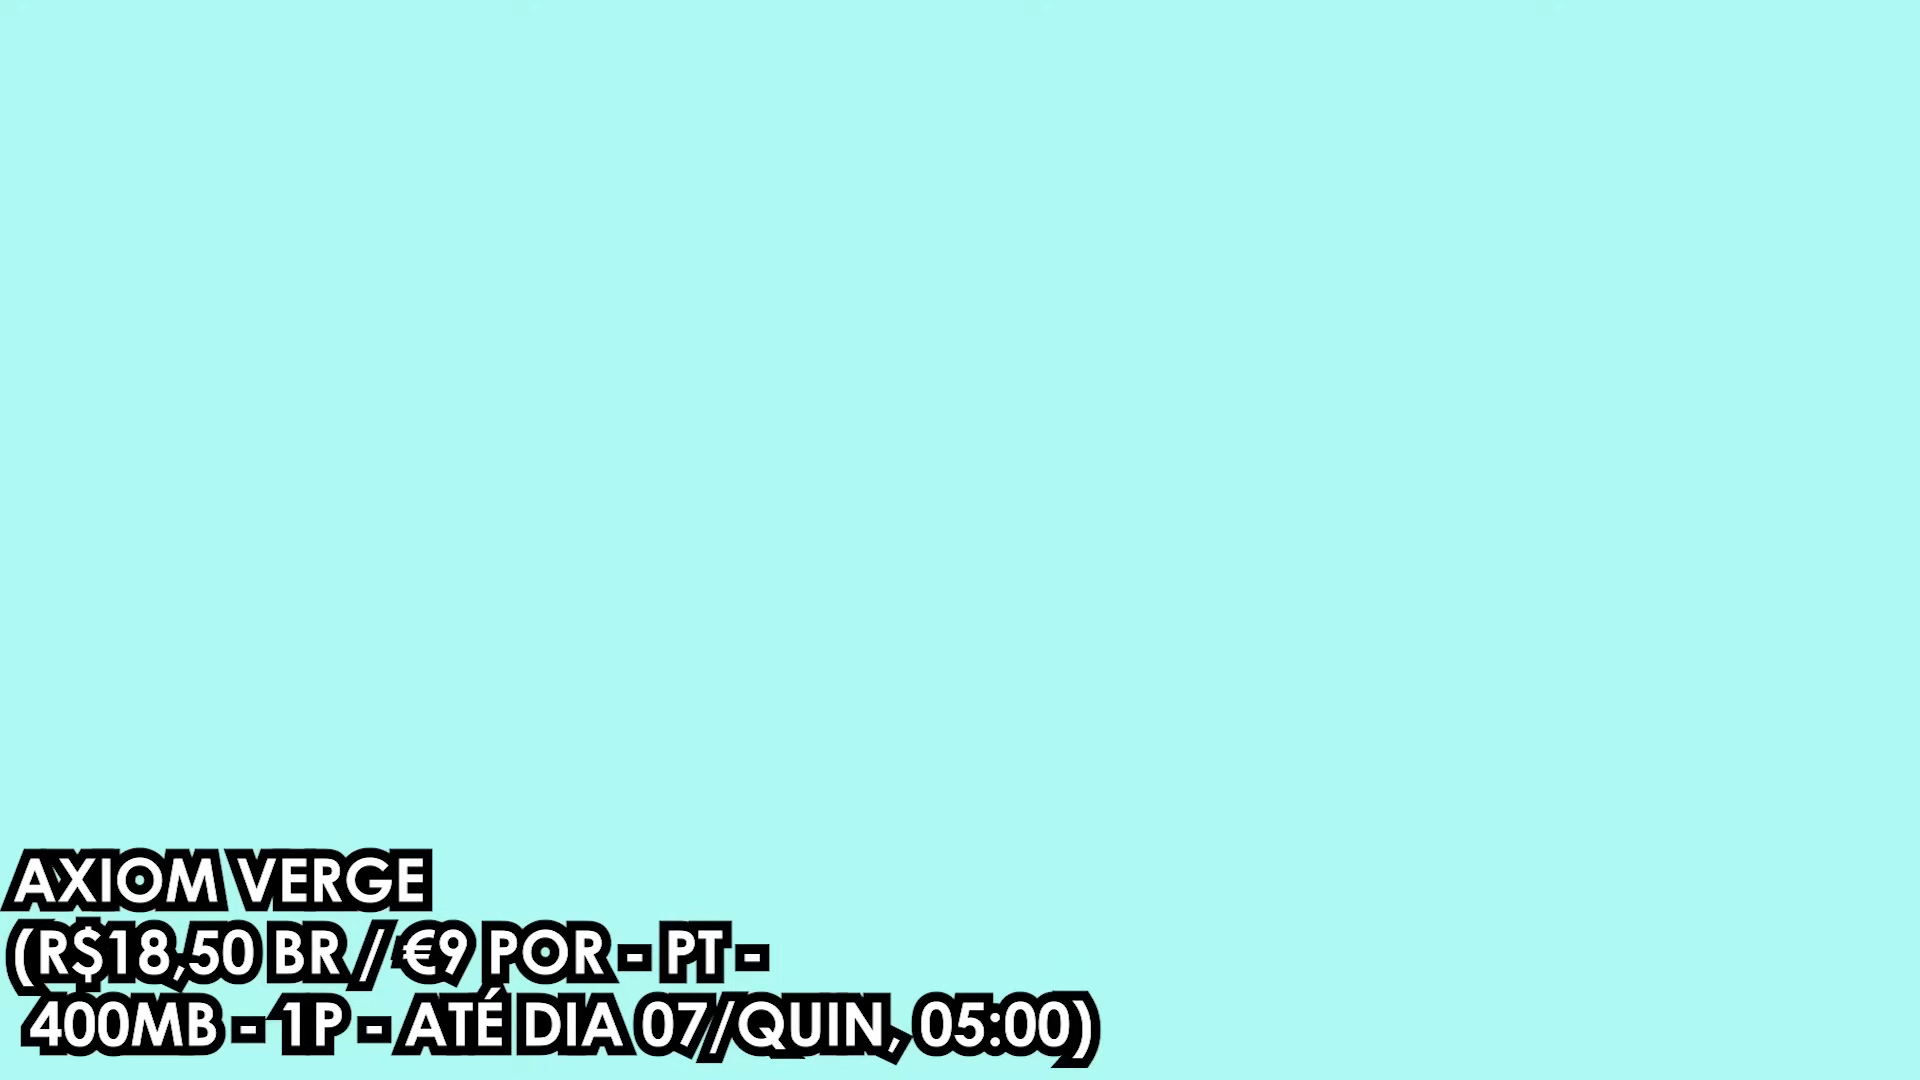 AXIOM VERGE
(R$18,50 BR / €9 POR - PT -
400MB - 1P - ATÉ DIA 07/QUIN, 05:00)